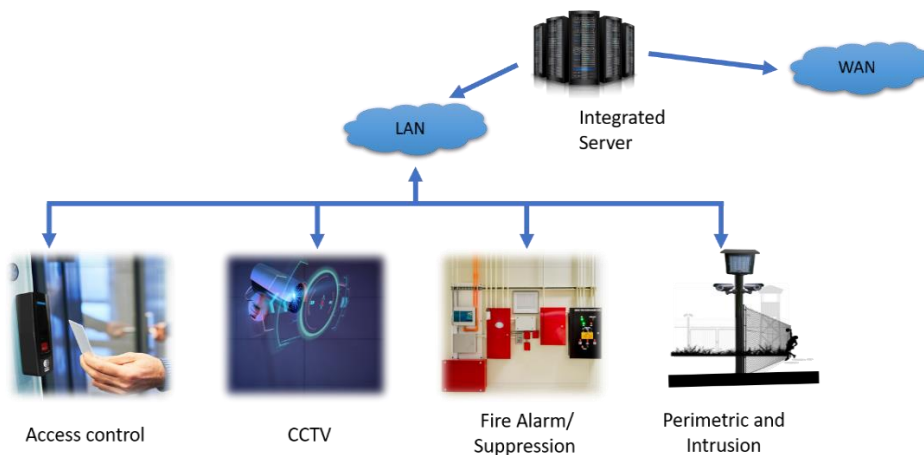 WAN
LAN
Integrated
Server
Access control
CCTV
Fire Alarm/
Suppression
Perimetric and
Intrusion